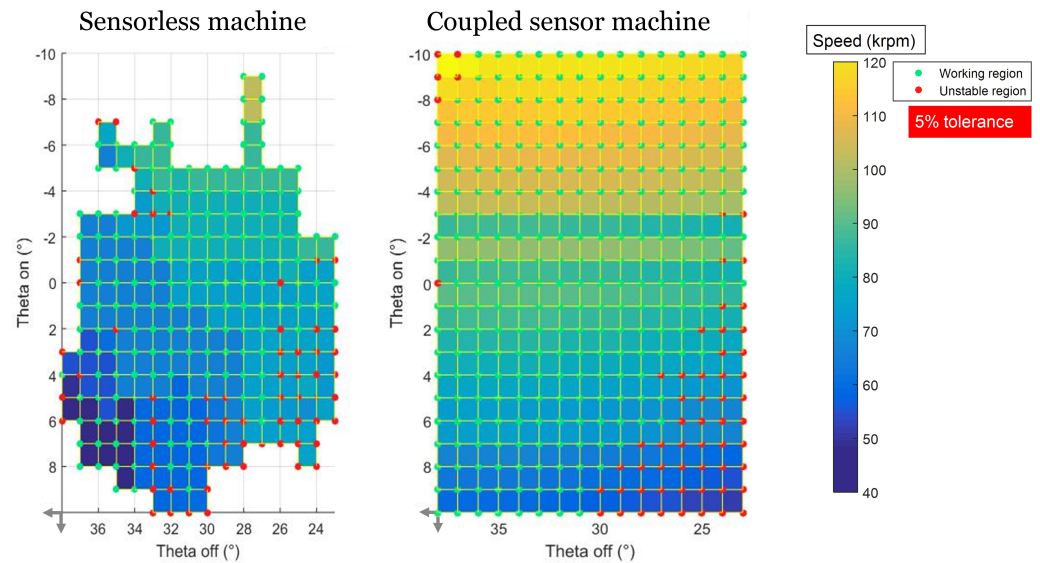 Sensorless machine
Coupled sensor machine
Speed (krpm)
Working region
Unstable region
5% tolerance
-10
-8
-6
-4
-2
0
2
4
6
8
Theta on (°)
36 34 32 30 28 26 24
Theta off (°)
-10
-8
-6
-4
-2
0
2
4
6
8
Theta on (°)
35 30 25
Theta off (°)
120
110
100
90
80
70
60
50
40